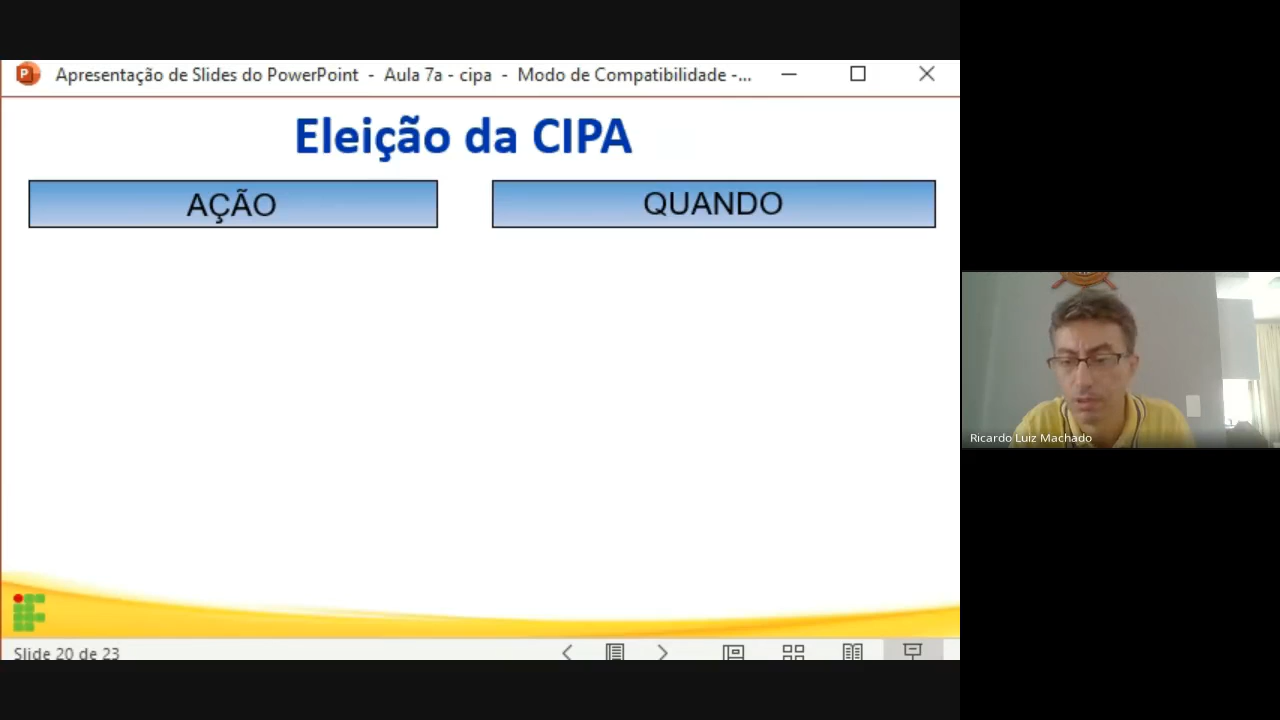 Apresentação de Slides do PowerPoint - Aula 7a - cipa - Modo de Compatibilidade -...
Eleição da CIPA
AÇÃO
QUANDO
Ricardo Luiz Machado
Slide 20 de 23